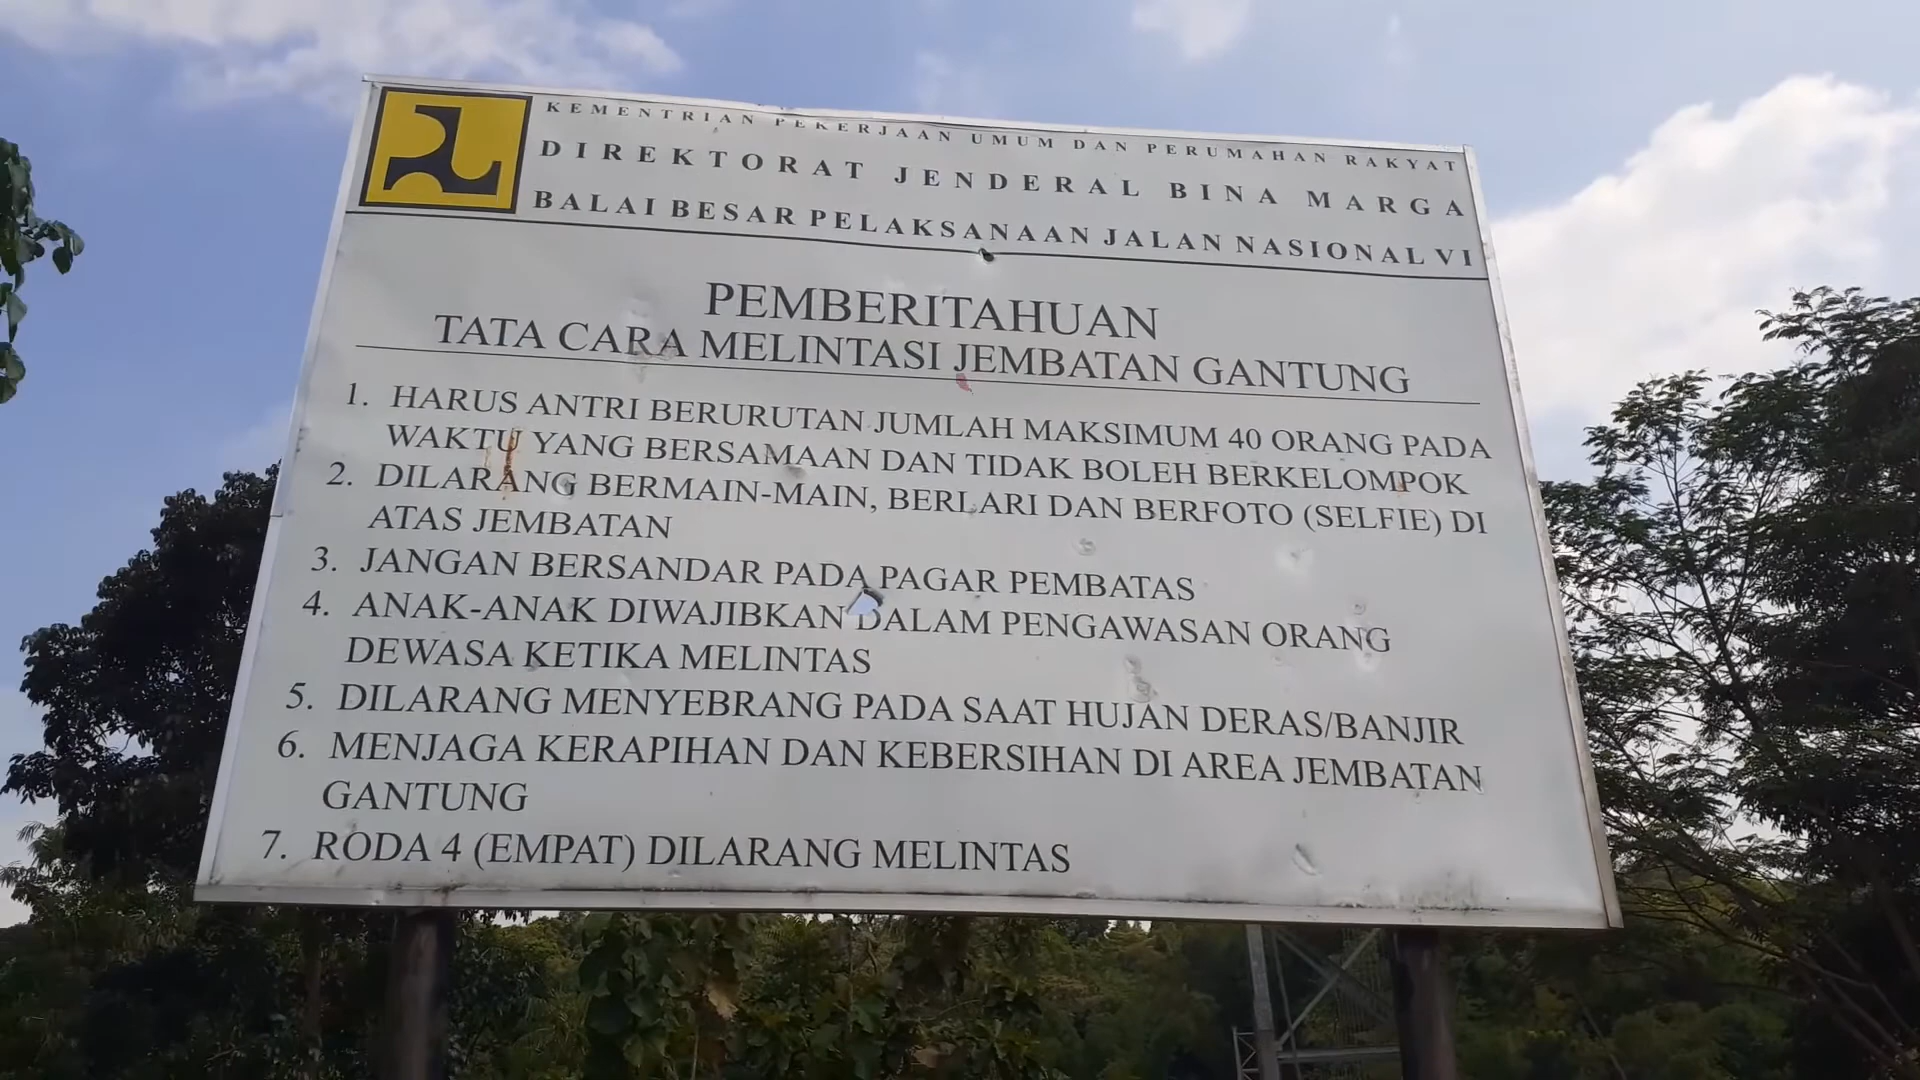 KEMENTRIAN PEKERJAAN UMUM DAN PERUMAHAN RAKYAT
DIREKTORAT JENDERAL BINA MARGA
BALAI BESAR PELAKSANAAN JALAN NASIONAL VI
PEMBERITAHUAN
TATA CARA MELINTASI JEMBATAN GANTUNG
1. HARUS ANTRI BERURUTAN JUMLAH MAKSIMUM 40 ORANG PADA
WAKTU YANG BERSAMAAN DAN TIDAK BOLEH BERKELOMPOK
2. DILARANG BERMAIN-MAIN, BERLARI DAN BERFOTO (SELFIE) DI
ATAS JEMBATAN
3. JANGAN BERSANDAR PADA PAGAR PEMBATAS
4. ANAK-ANAK DIWAJIBKAN DALAM PENGAWASAN ORANG
DEWASA KETIKA MELINTAS
5. DILARANG MENYEBRANG PADA SAAT HUJAN DERAS/BANJIR
6. MENJAGA KERAPIHAN DAN KEBERSIHAN DI AREA JEMBATAN
GANTUNG
7. RODA 4 (EMPAT) DILARANG MELINTAS